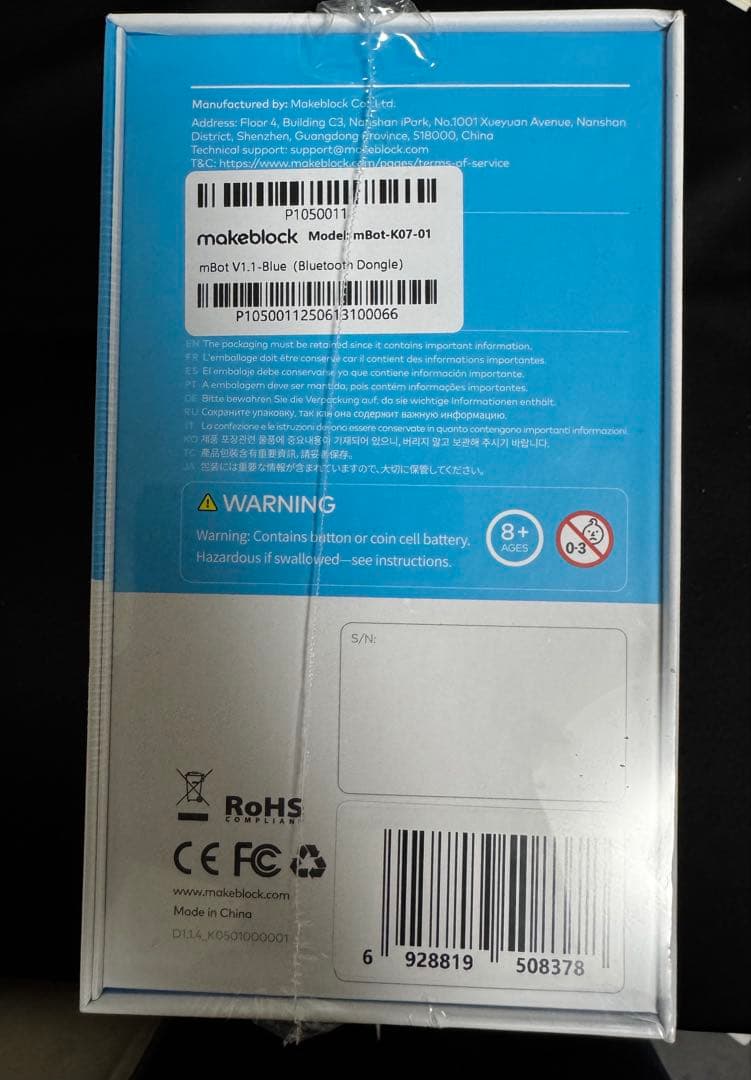 Manufactured by: Makeblock Co., Ltd.
Address: Floor 4, Building C3, Nanshan iPark, No.1001 Xueyuan Avenue, Nanshan
District, Shenzhen, Guangdong Province, 518000, China
Technical support: support@makeblock.com
T&C: https://www.makeblock.com/pages/terms-of-service
P1050011
makeblock Model: mBot-K07-01
mBot V1.1-Blue (Bluetooth Dongle)
P1050011250613100066
EN The packaging must be retained since it contains important information.
FR L'emballage doit être conservé car il contient des informations importantes.
ES El embalaje debe conservarse ya que contiene información importante.
PT A embalagem deve ser mantida, pois contém informações importantes.
DE Bitte bewahren Sie die Verpackung auf, da sie wichtige Informationen enthält.
RU Сохраните упаковку, так как она содержит важную информацию.
IT La confezione e le istruzioni devono essere conservate in quanto contengono importanti informazioni.
KO 제품 포장관련 물품에 중요내용이 기재되어 있으니, 버리지 말고 보관해 주시기 바랍니다.
TC 產品包裝含有重要資訊, 請妥善保存。
JA 包装には重要な情報が含まれていますので、大切に保管してください。
WARNING
Warning: Contains button or coin cell battery.
Hazardous if swallowed—see instructions.
8+
AGES
0-3
S/N:
RoHS
COMPLIAN
CE FC
www.makeblock.com
Made in China
D1.1.4_K0501000001
6 928819 508378